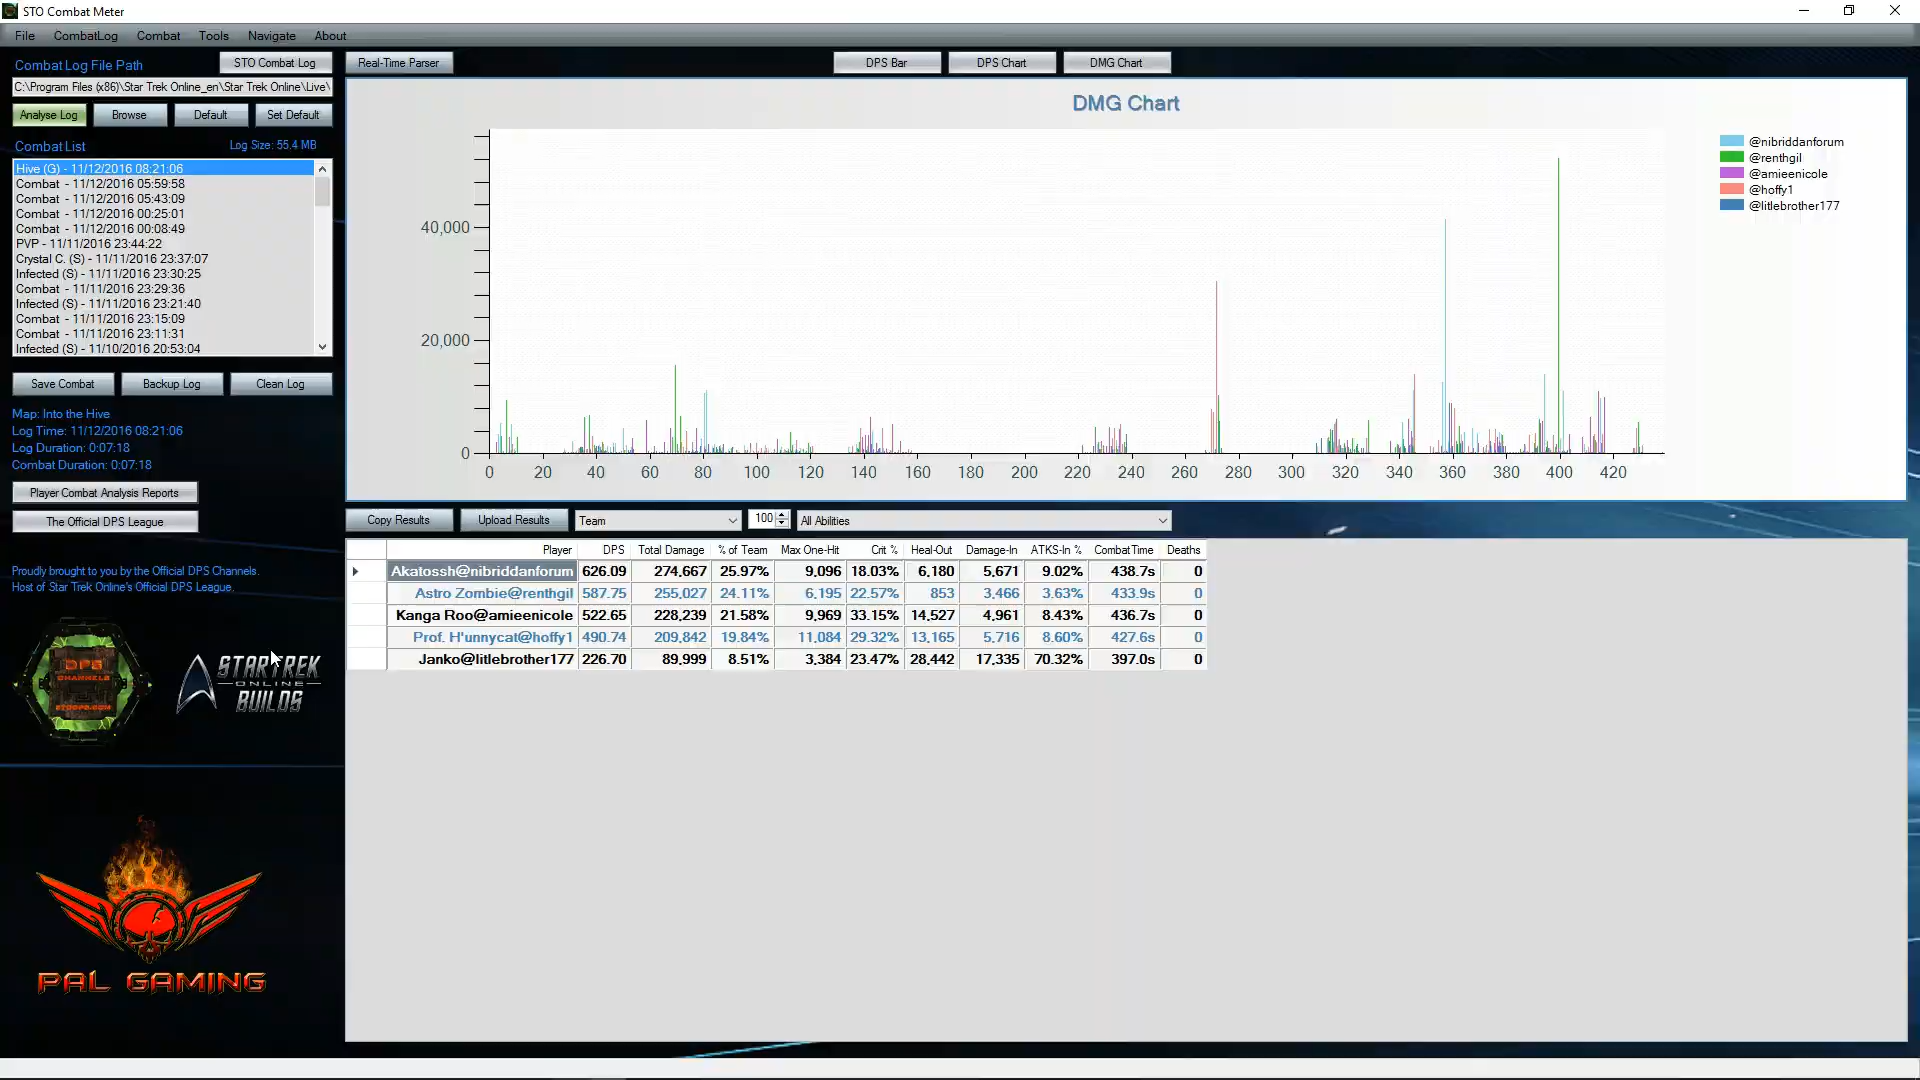 STO Combat Meter
File CombatLog Combat Tools Navigate About
Combat Log File Path
STO Combat Log
C:\Program Files (x86)\Star Trek Online_en\Star Trek Online\Live\
Analyse Log Browse Default Set Default
Combat List
Log Size: 55.4 MB
Hive (G) - 11/12/2016 08:21:06
Combat - 11/12/2016 05:59:58
Combat - 11/12/2016 05:43:09
Combat - 11/12/2016 00:25:01
Combat - 11/12/2016 00:08:49
PVP - 11/11/2016 23:44:22
Crystal C. (S) - 11/11/2016 23:37:07
Infected (S) - 11/11/2016 23:30:25
Combat - 11/11/2016 23:29:36
Infected (S) - 11/11/2016 23:21:40
Combat - 11/11/2016 23:15:09
Combat - 11/11/2016 23:11:31
Infected (S) - 11/10/2016 20:53:04
Save Combat Backup Log Clean Log
Map: Into the Hive
Log Time: 11/12/2016 08:21:06
Log Duration: 0:07:18
Combat Duration: 0:07:18
Player Combat Analysis Reports
The Official DPS League
Proudly brought to you by the Official DPS Channels.
Host of Star Trek Online's Official DPS League.
DPS
CHANNELS
STODPS.COM
STAR TREK
ONLINE
BUILDS
PAL GAMING
Real-Time Parser
DPS Bar DPS Chart DMG Chart
DMG Chart
40,000
20,000
0
0 20 40 60 80 100 120 140 160 180 200 220 240 260 280 300 320 340 360 380 400 420
@nibriddanforum
@renthgil
@amieenicole
@hoffy1
@litlebrother177
Copy Results Upload Results Team 100 All Abilities
Player DPS Total Damage % of Team Max One-Hit Crit % Heal-Out Damage-In ATKS-In % CombatTime Deaths
Akatossh@nibriddanforum 626.09 274,667 25.97% 9,096 18.03% 6,180 5,671 9.02% 438.7s 0
Astro Zombie@renthgil 587.75 255,027 24.11% 6,195 22.57% 853 3,466 3.63% 433.9s 0
Kanga Roo@amieenicole 522.65 228,239 21.58% 9,969 33.15% 14,527 4,961 8.43% 436.7s 0
Prof. H'unnycat@hoffy1 490.74 209,842 19.84% 11,084 29.32% 13,165 5,716 8.60% 427.6s 0
Janko@litlebrother177 226.70 89,999 8.51% 3,384 23.47% 28,442 17,335 70.32% 397.0s 0